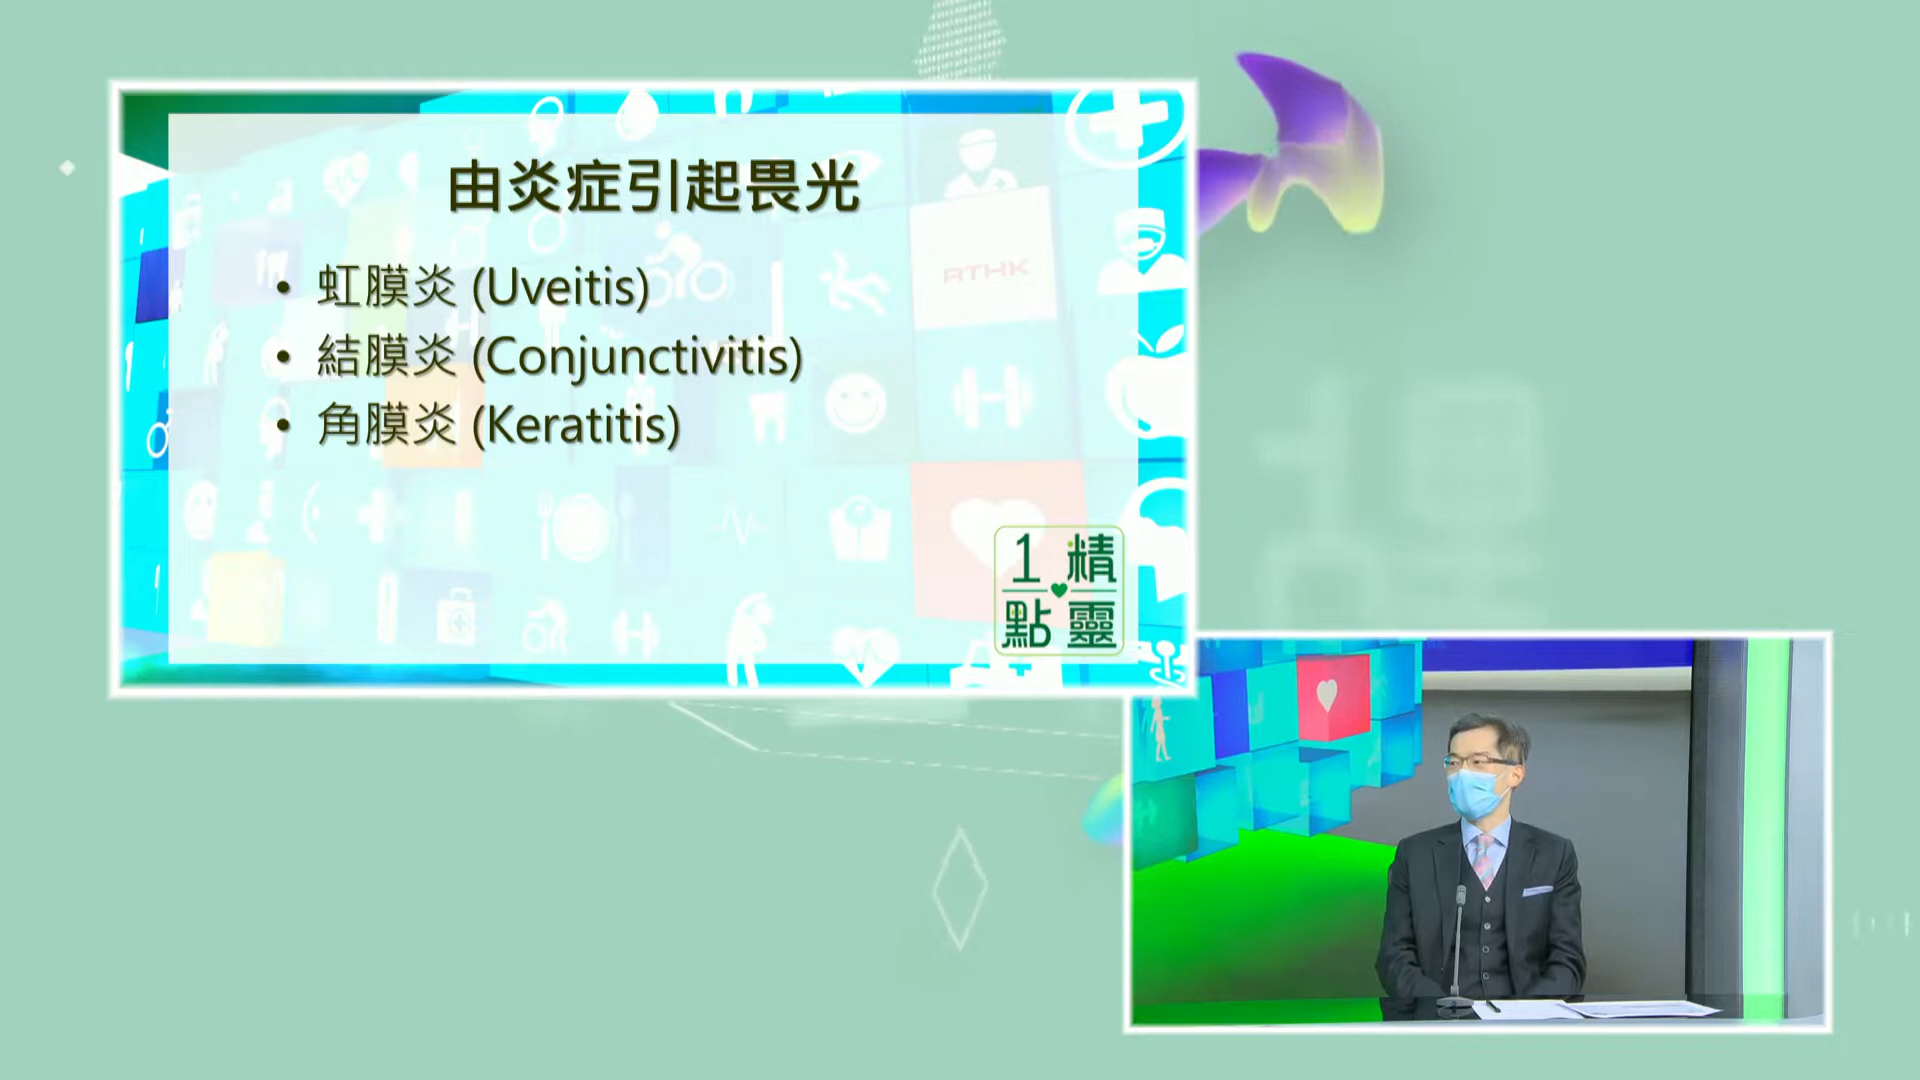 由炎症引起畏光
• 虹膜炎 (Uveitis)
• 結膜炎 (Conjunctivitis)
• 角膜炎 (Keratitis)
RTHK
1 精
點 靈